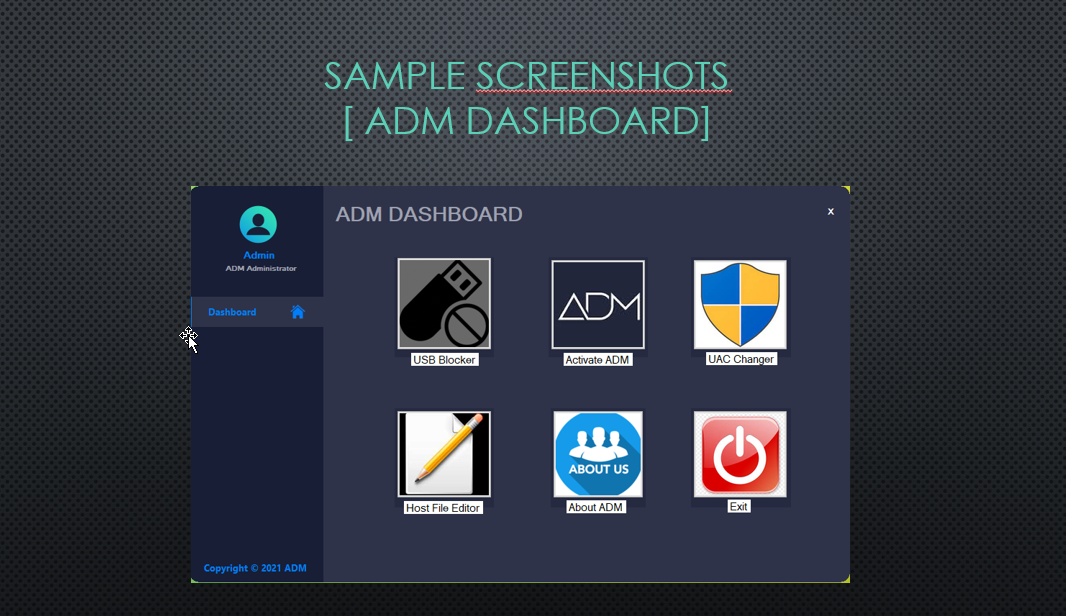 SAMPLE SCREENSHOTS
[ ADM DASHBOARD]
ADM DASHBOARD
x
Admin
ADM Administrator
Dashboard
ADM
USB Blocker
Activate ADM
UAC Changer
ABOUT US
Host File Editor
About ADM
Exit
Copyright © 2021 ADM